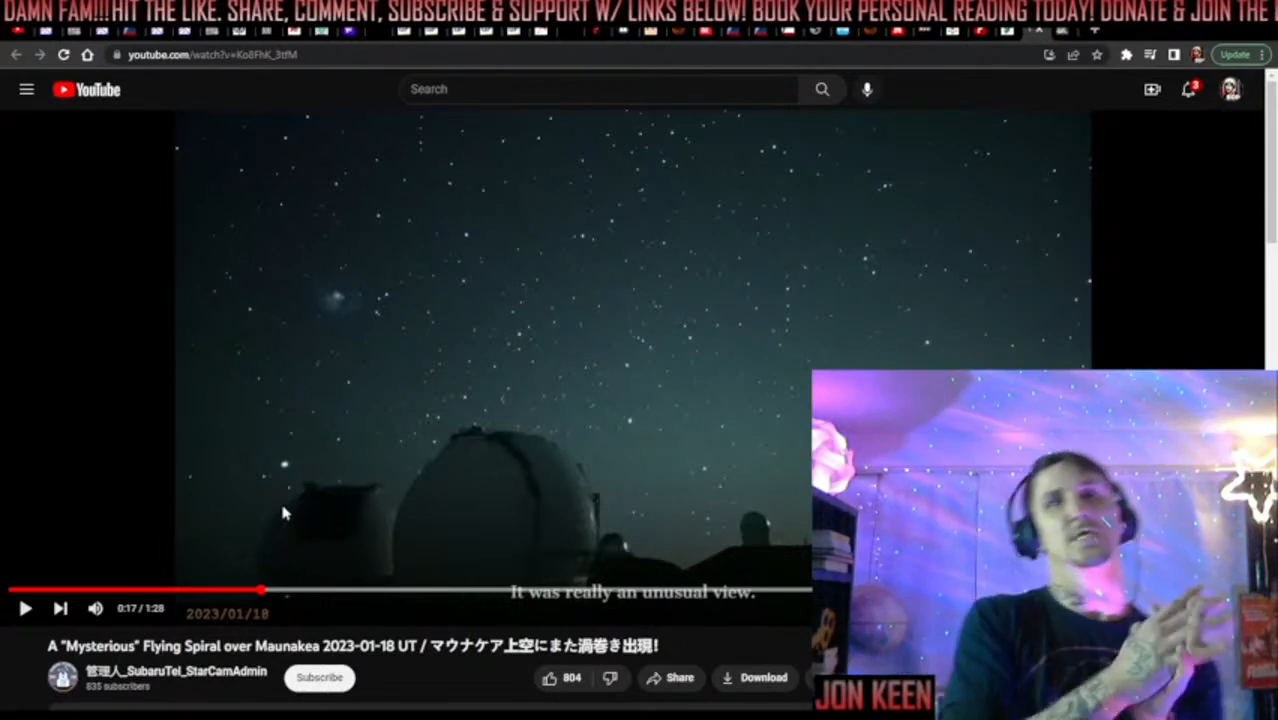 DAMN FAM!!! HIT THE LIKE. SHARE, COMMENT, SUBSCRIBE & SUPPORT W/ LINKS BELOW! BOOK YOUR PERSONAL READING TODAY! DONATE & JOIN THE
youtube.com/watch?v=Ko8FhK_3tfM
Update
YouTube
Search
3
It was really an unusual view.
0:17 / 1:28
2023/01/18
A "Mysterious" Flying Spiral over Maunakea 2023-01-18 UT / マウナケア上空にまた渦巻き出現!
管理人_SubaruTel_StarCamAdmin
835 subscribers
Subscribe
804
Share
Download
JON KEEN